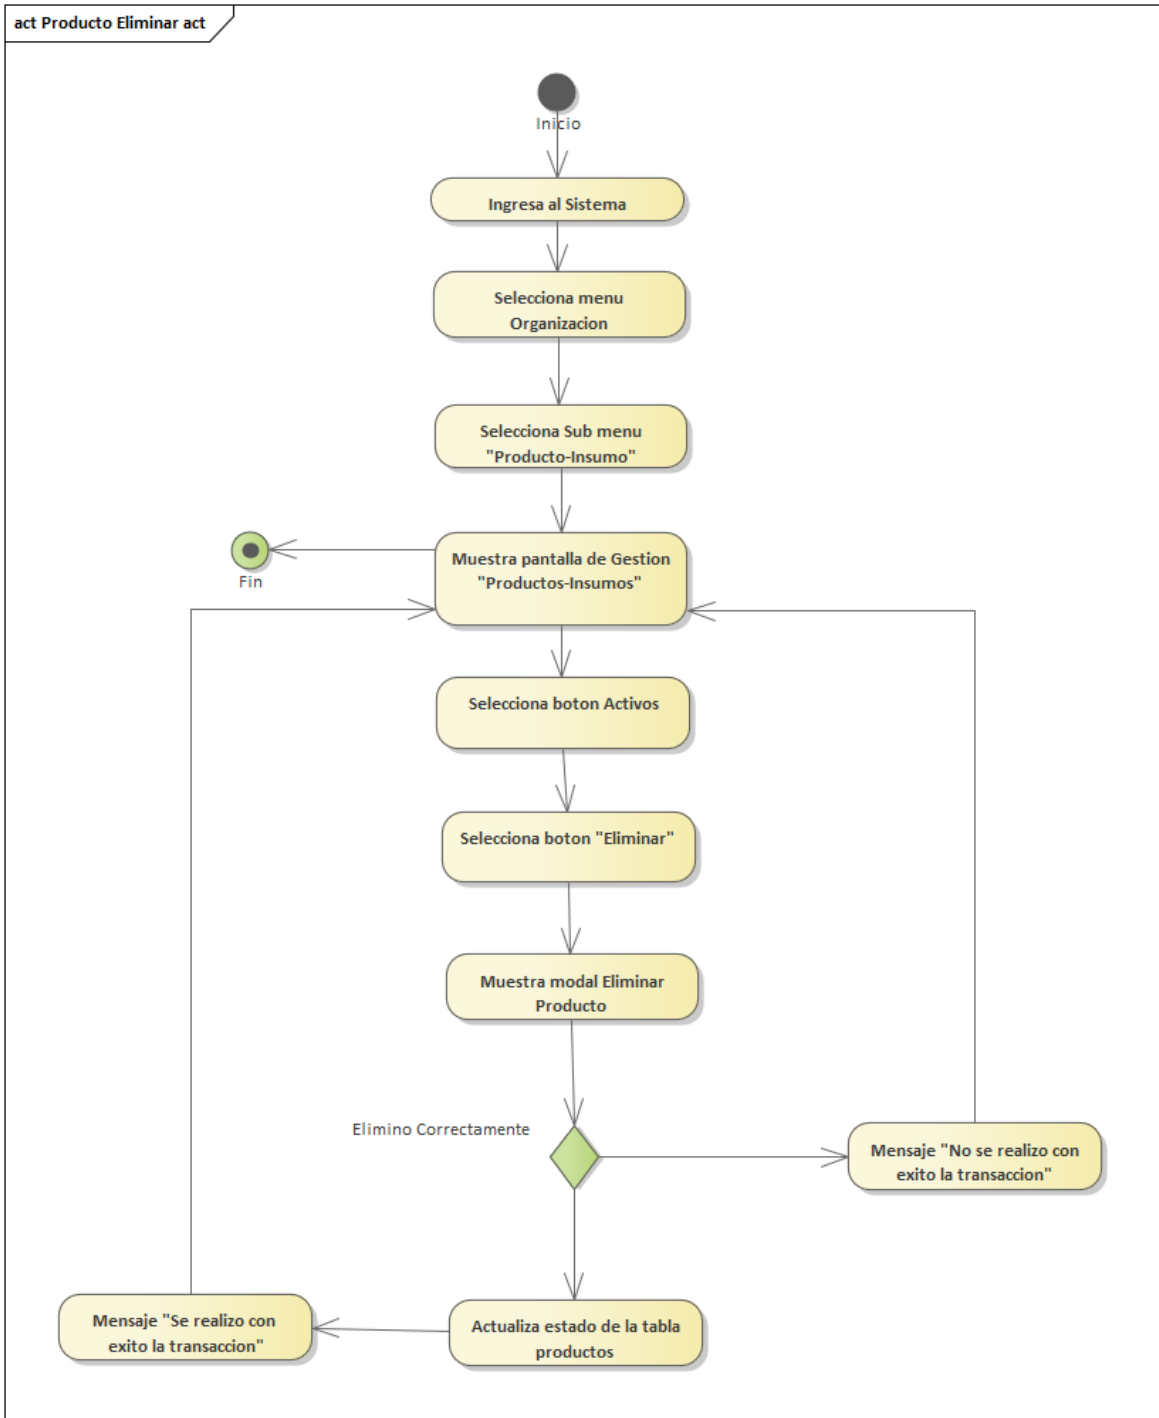 act Producto Eliminar act
Inicio
Ingresa al Sistema
Selecciona menu
Organizacion
Selecciona Sub menu
"Producto-Insumo"
Muestra pantalla de Gestion
"Productos-Insumos"
Fin
Selecciona boton Activos
Selecciona boton "Eliminar"
Muestra modal Eliminar
Producto
Elimino Correctamente
Mensaje "No se realizo con
exito la transaccion"
Mensaje "Se realizo con
exito la transaccion"
Actualiza estado de la tabla
productos